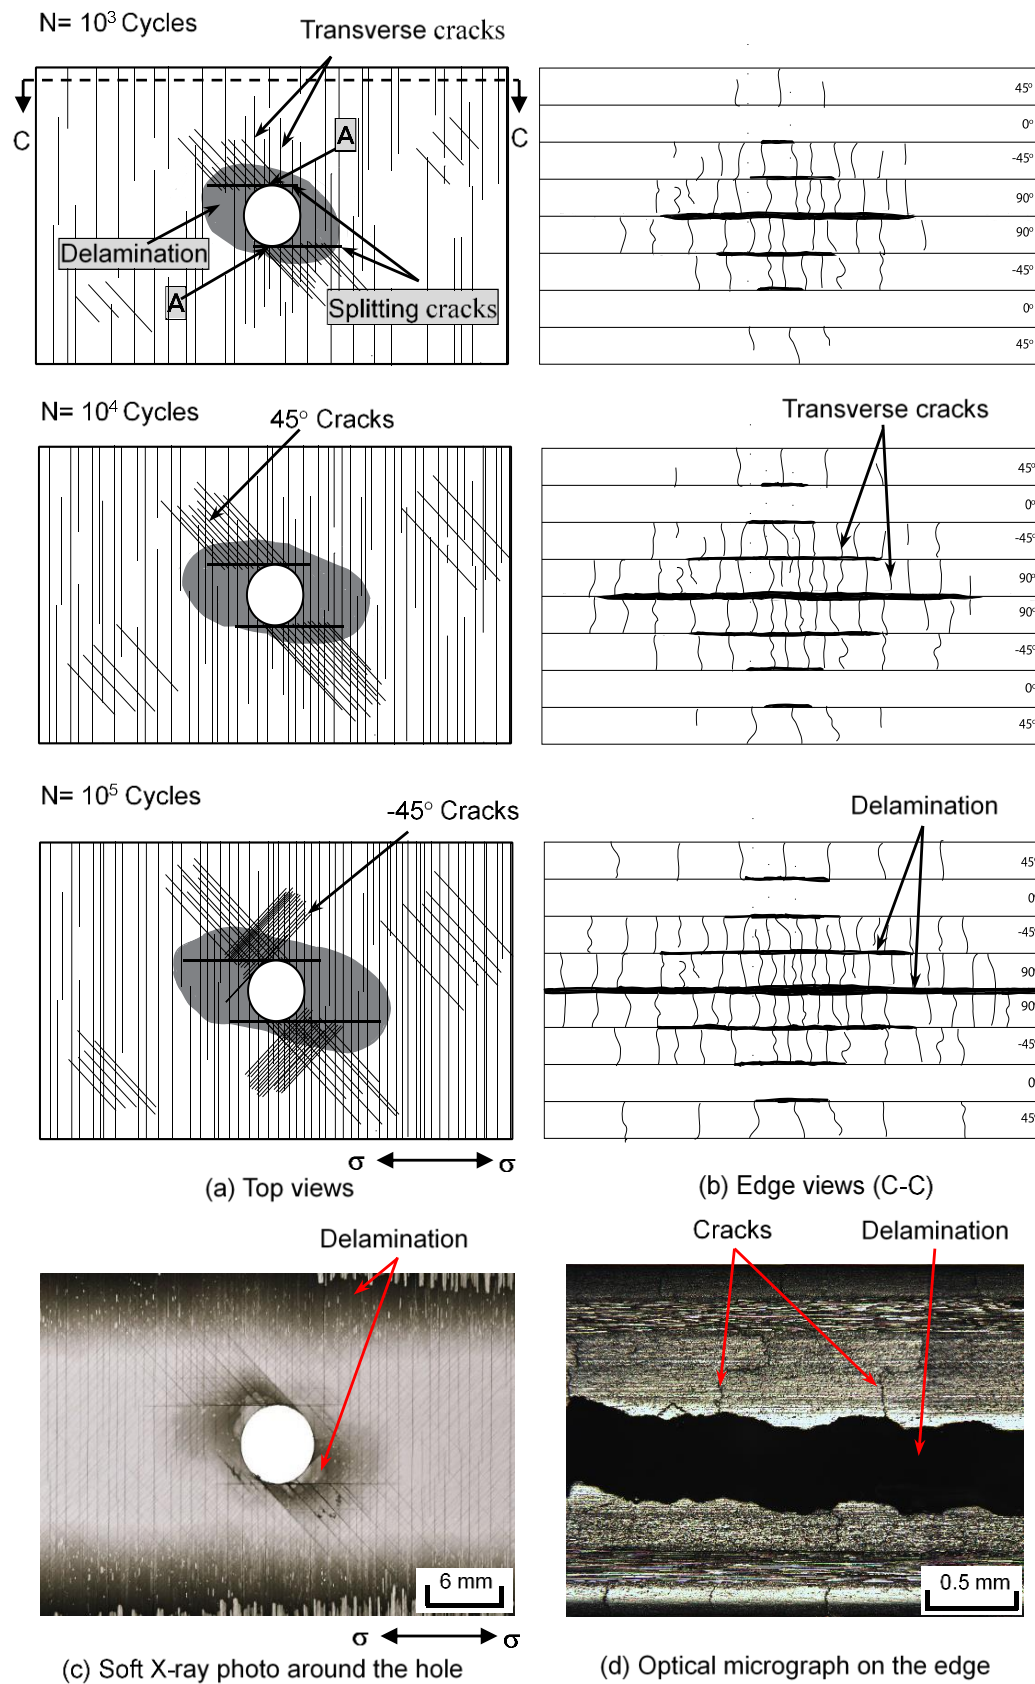 N= 10³ Cycles
Transverse cracks
C
C
A
Delamination
A
Splitting cracks
45°
0°
-45°
90°
90°
-45°
0°
45°
N= 10⁴ Cycles
45° Cracks
Transverse cracks
45°
0°
-45°
90°
90°
-45°
0°
45°
N= 10⁵ Cycles
-45° Cracks
Delamination
45°
0°
-45°
90°
90°
-45°
0°
45°
σ σ
(a) Top views
(b) Edge views (C-C)
Delamination
Cracks
Delamination
6 mm
0.5 mm
σ σ
(c) Soft X-ray photo around the hole
(d) Optical micrograph on the edge